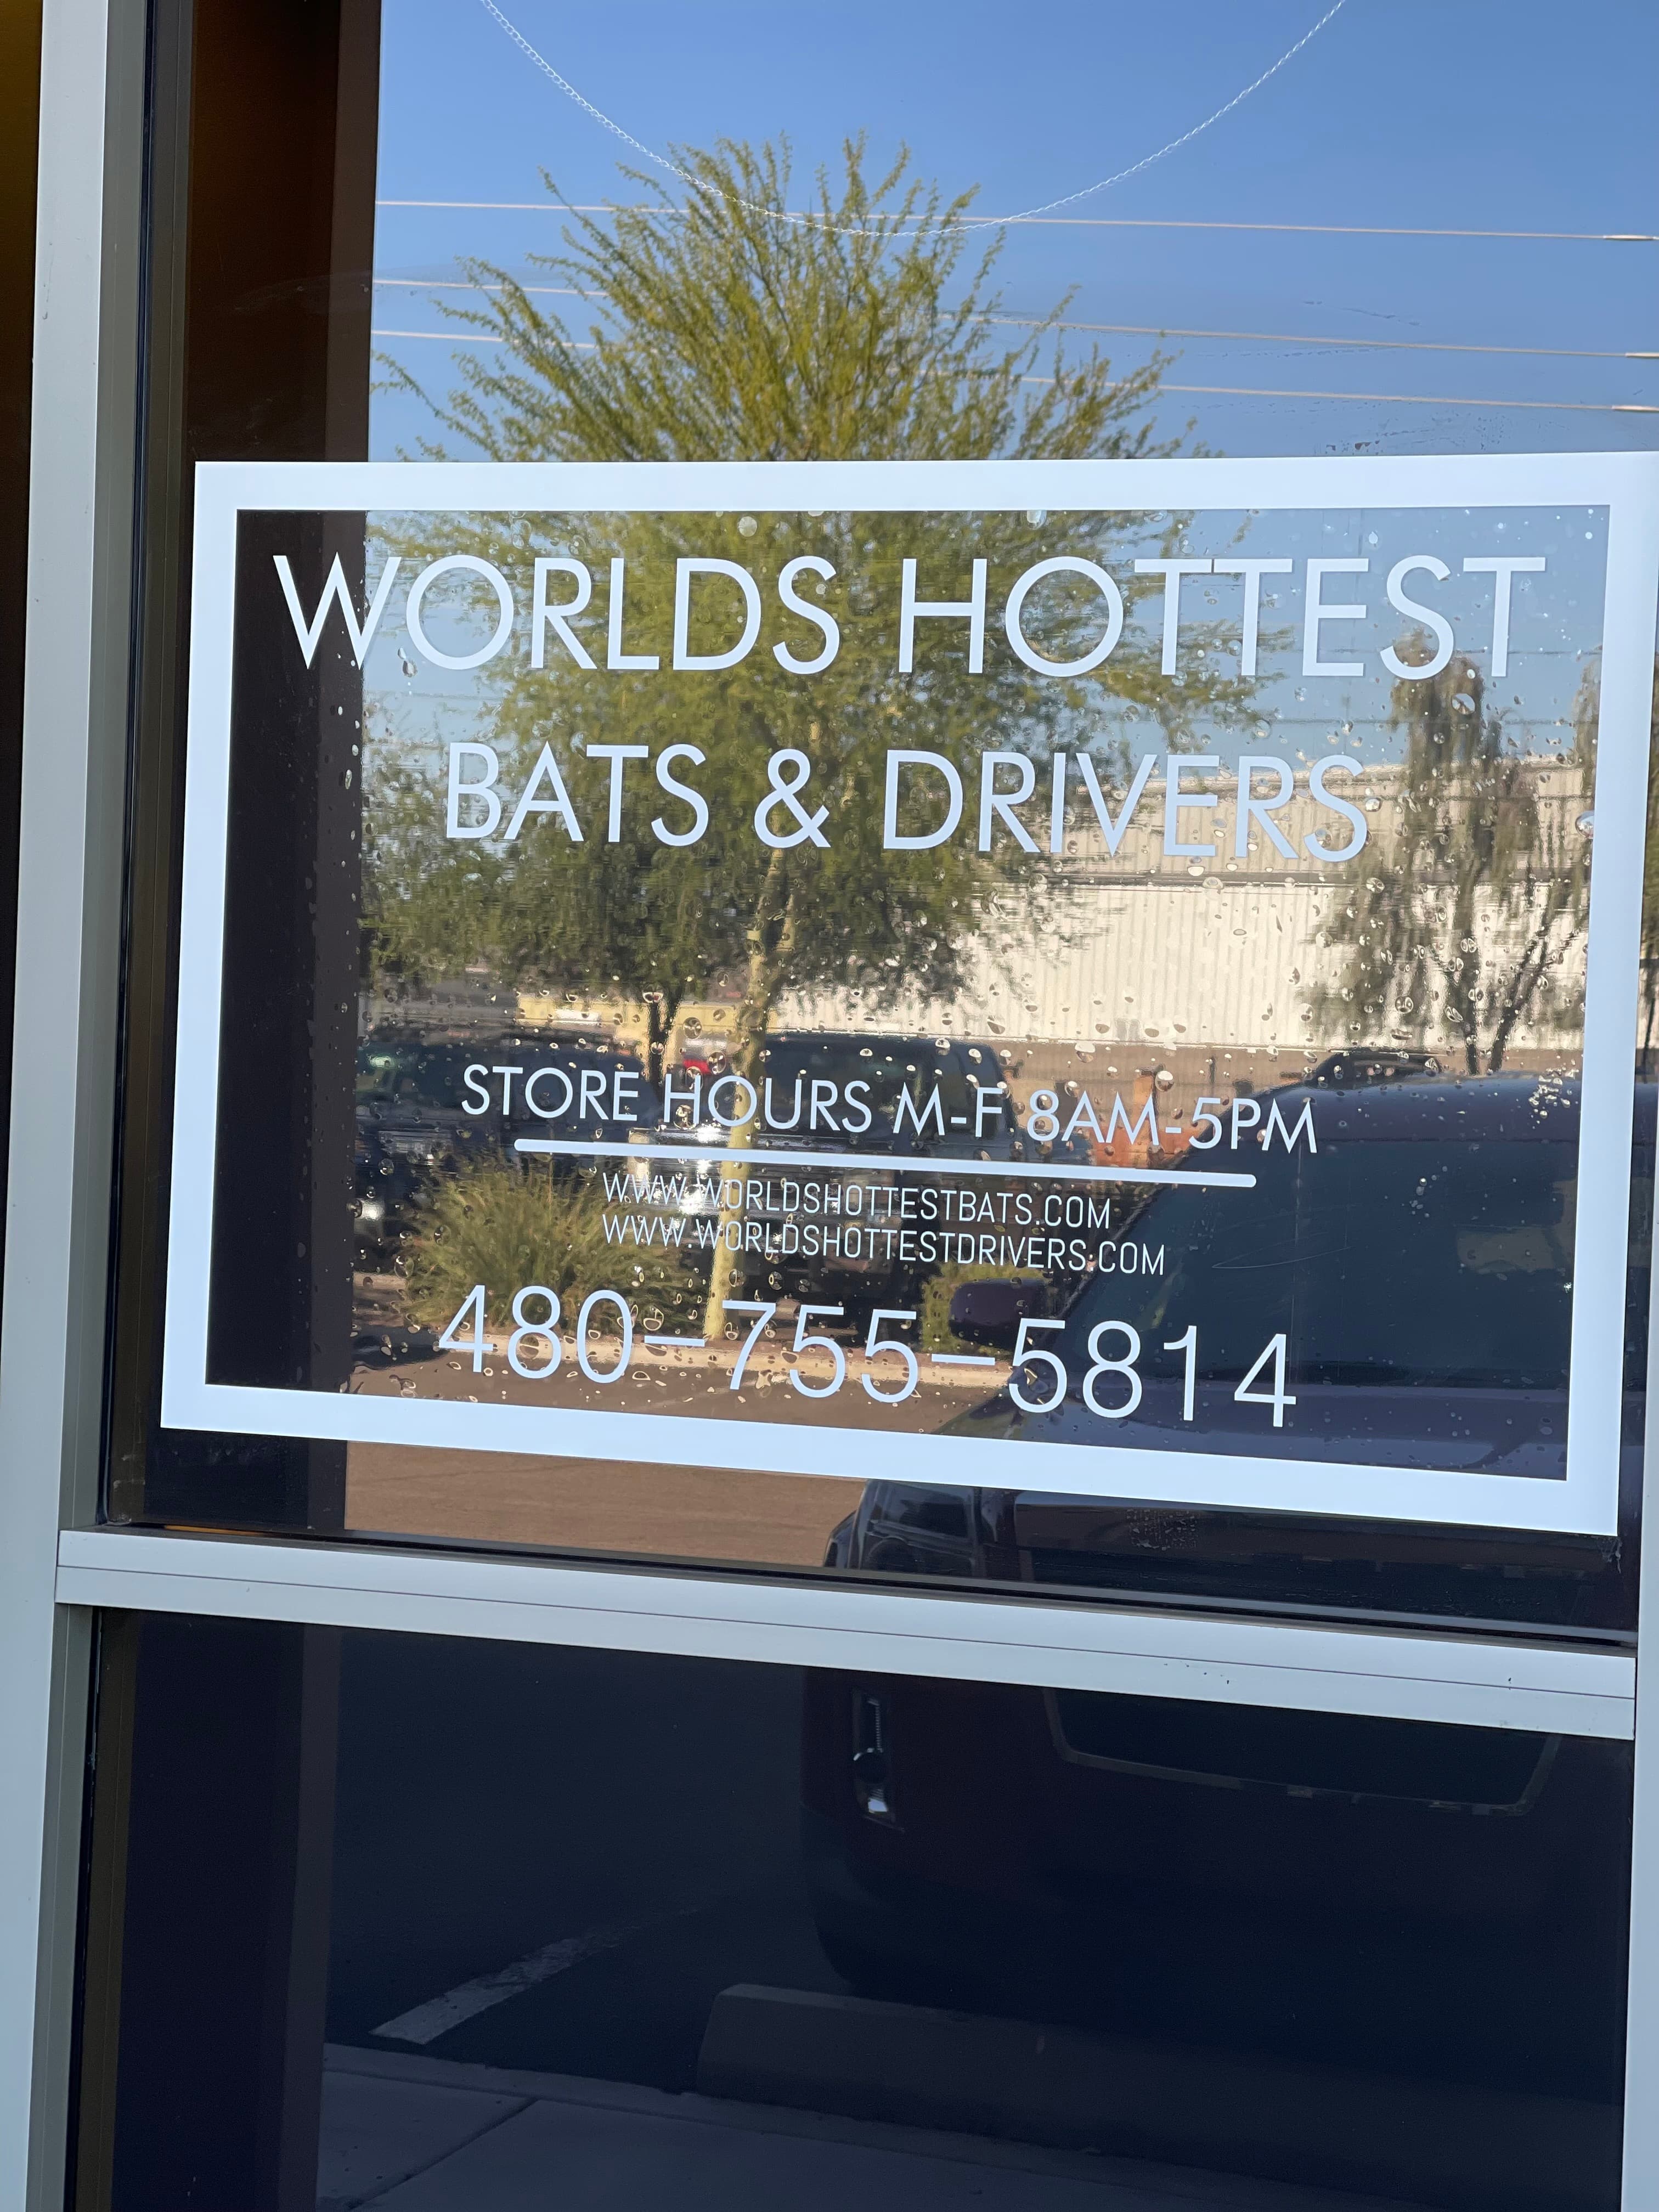 WORLDS HOTTEST
BATS & DRIVERS
STORE HOURS M-F 8AM-5PM
WWW.WORLDSHOTTESTBATS.COM
WWW.WORLDSHOTTESTDRIVERS.COM
480-755-5814